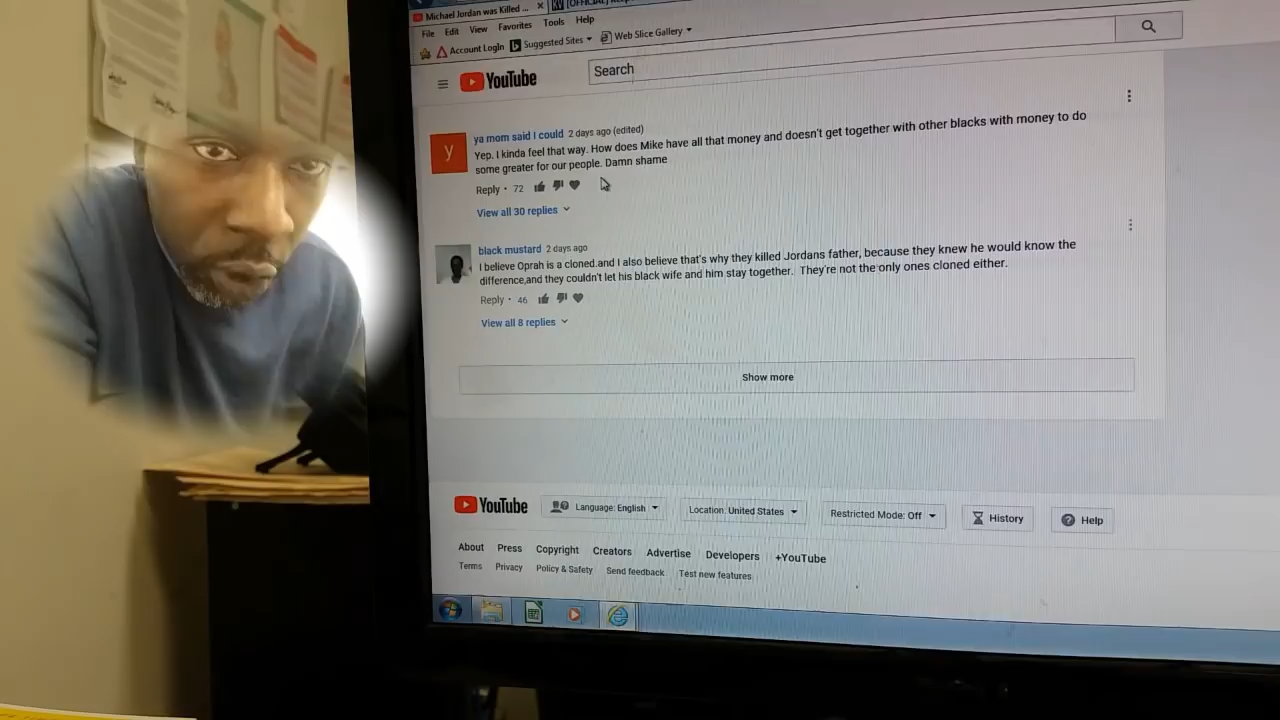 Michael Jordan was Killed ...
File Edit View Favorites Tools Help
Account Login Suggested Sites Web Slice Gallery
YouTube
Search
y
ya mom said I could 2 days ago (edited)
Yep. I kinda feel that way. How does Mike have all that money and doesn't get together with other blacks with money to do
some greater for our people. Damn shame
Reply · 72
View all 30 replies
black mustard 2 days ago
I believe Oprah is a cloned.and I also believe that's why they killed Jordans father, because they knew he would know the
difference,and they couldn't let his black wife and him stay together. They're not the only ones cloned either.
Reply · 46
View all 8 replies
Show more
YouTube Language: English Location: United States Restricted Mode: Off History Help
About Press Copyright Creators Advertise Developers +YouTube
Terms Privacy Policy & Safety Send feedback Test new features